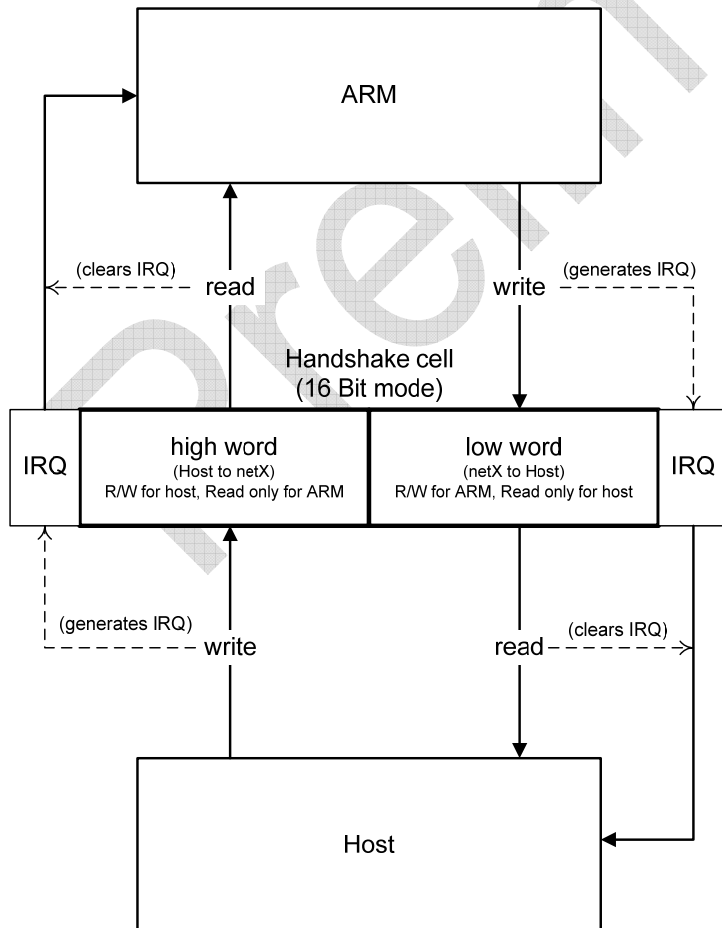 ARM
(clears IRQ)
read
write
(generates IRQ)
Handshake cell
(16 Bit mode)
IRQ
high word
(Host to netX)
R/W for host, Read only for ARM
low word
(netX to Host)
R/W for ARM, Read only for host
IRQ
(generates IRQ)
write
read
(clears IRQ)
Host